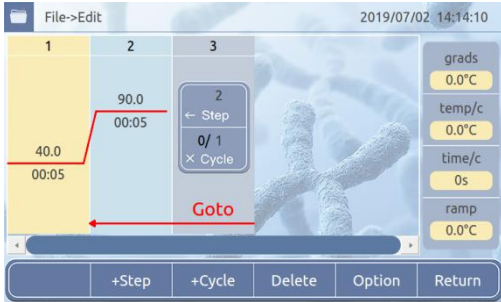 File->Edit 2019/07/02 14:14:10
1 2 3
40.0
00:05
90.0
00:05
2
← Step
0/ 1
× Cycle
Goto
grads
0.0°C
temp/c
0.0°C
time/c
0s
ramp
0.0°C
+Step +Cycle Delete Option Return